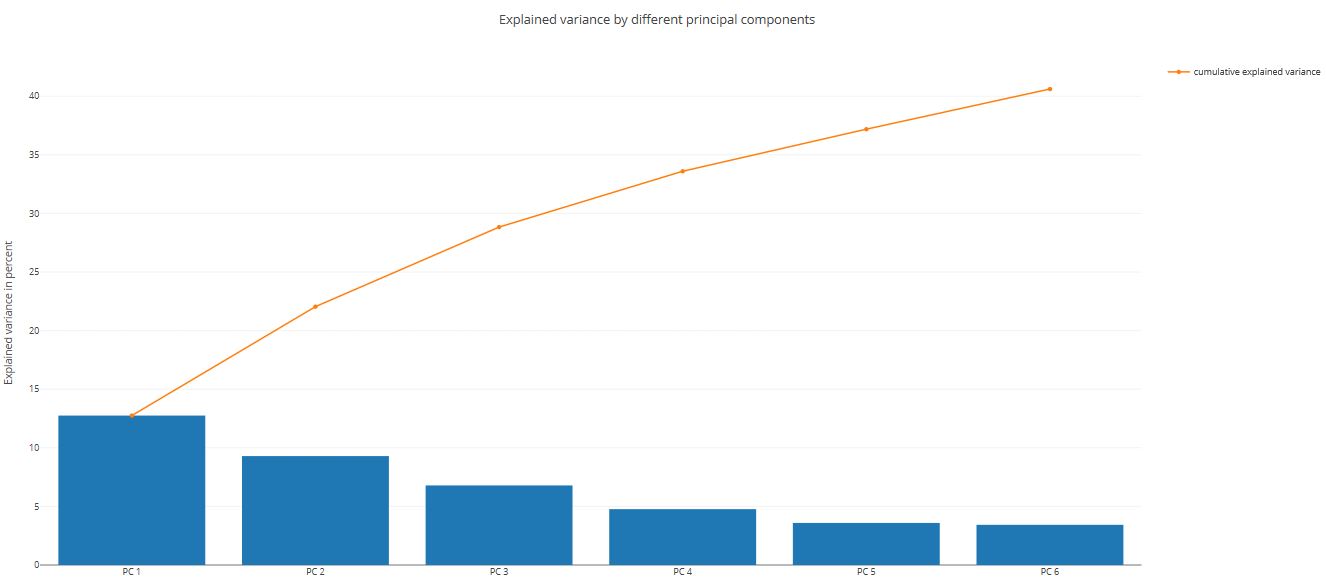 Explained variance by different principal components
cumulative explained variance
Explained variance in percent
40
35
30
25
20
15
10
5
0
PC 1 PC 2 PC 3 PC 4 PC 5 PC 6